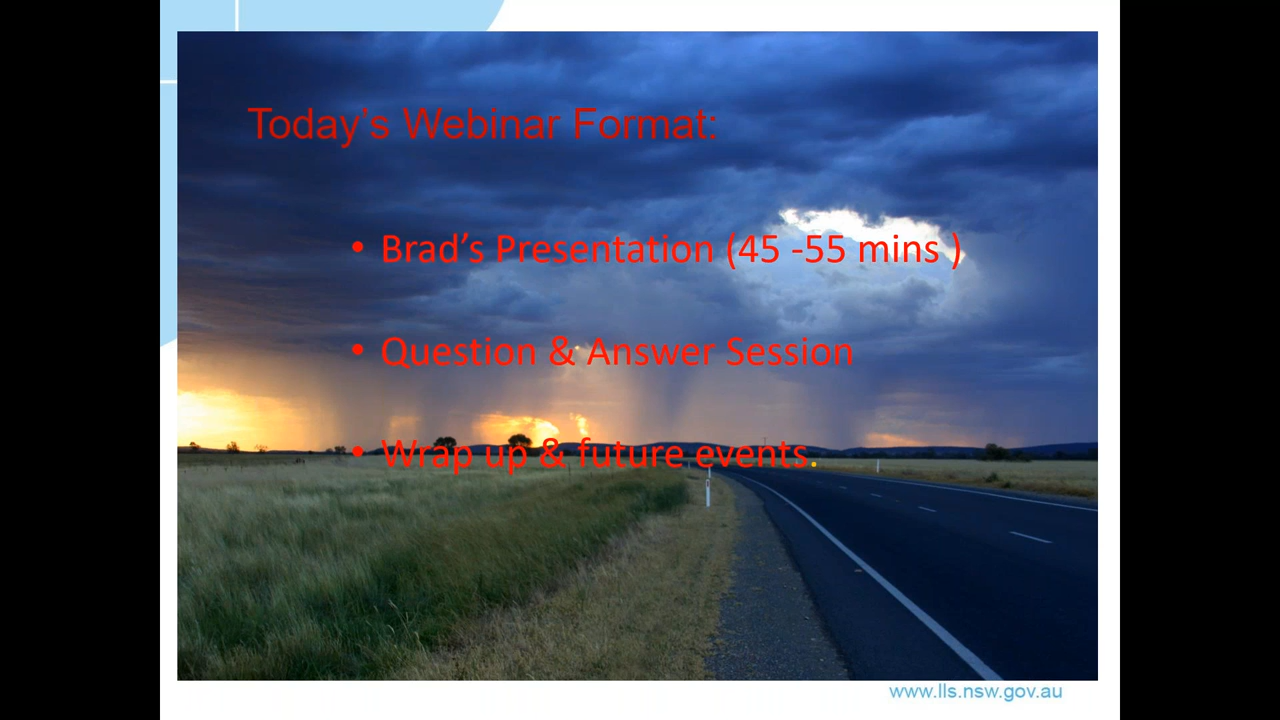 Today's Webinar Format:
• Brad's Presentation (45 -55 mins )
• Question & Answer Session
• Wrap up & future events.
www.lls.nsw.gov.au